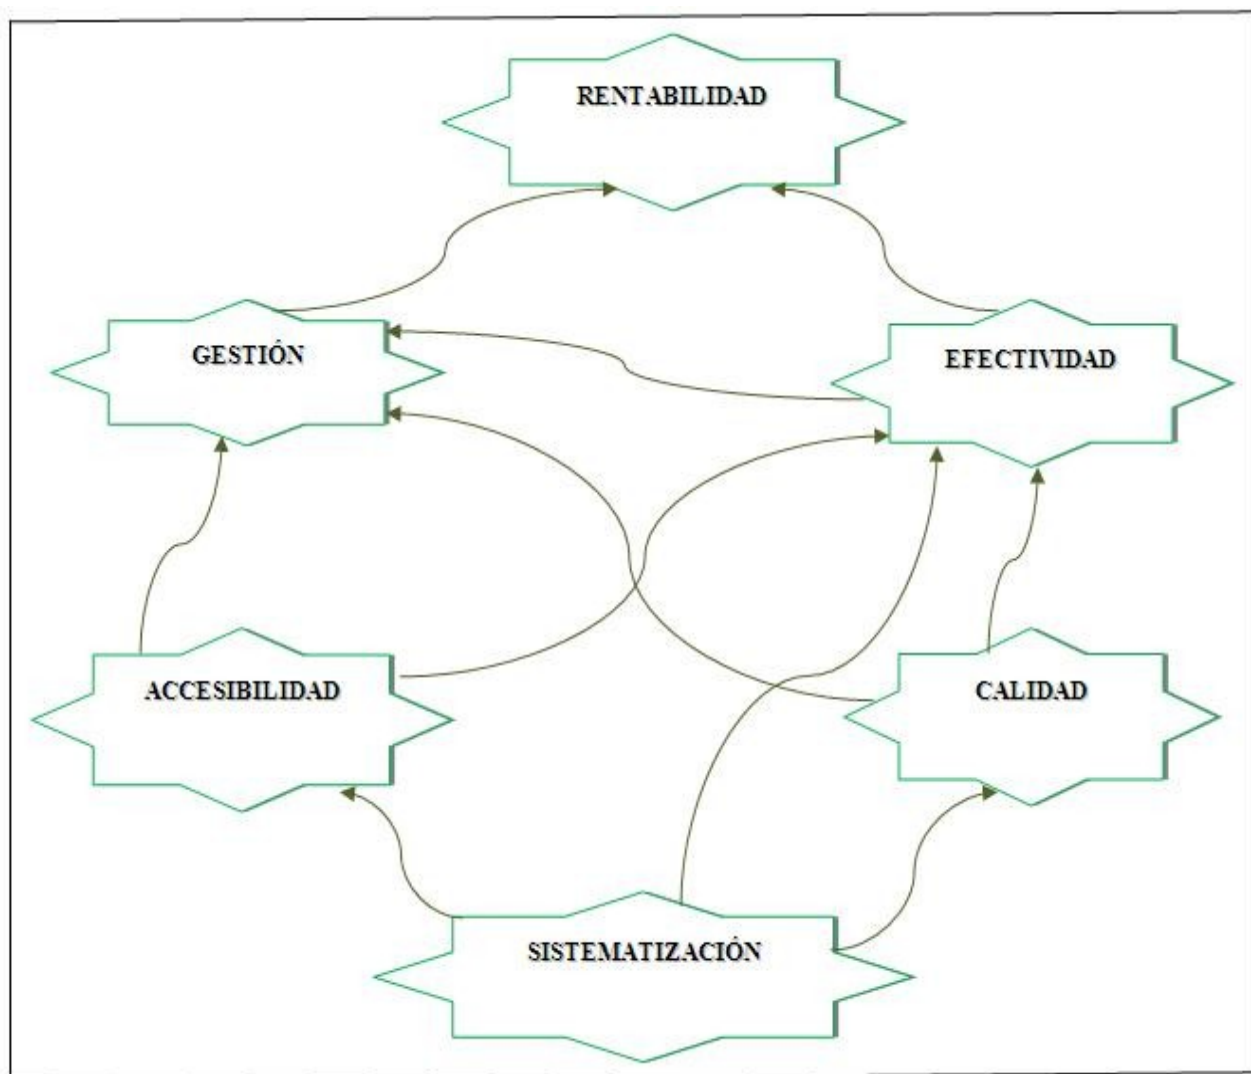 RENTABILIDAD
GESTIÓN
EFECTIVIDAD
ACCESIBILIDAD
CALIDAD
SISTEMATIZACIÓN